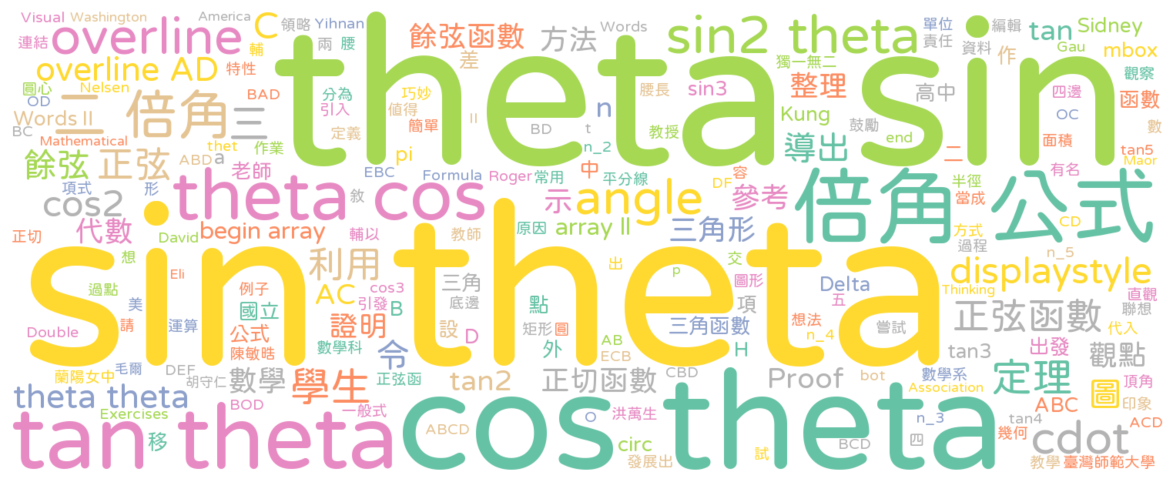 Visual Washington America 領略 Yihnan Words
連結 overline C 輔 兩 腰 餘弦函數 方法 sin2 theta tan Sidney 單位 責任 編輯 資料 作 Gau mbox
圓心 overline AD 特性 theta sin 差 獨一無二 觀察
OD Nelsen BAD 分為 巧妙 腰長 sin3 整理 高中 四邊 函數
Words II 二 倍角 三 引入 值得 II n Kung 鼓勵 OC 數
BC 定義 簡單 BD t 教授 end 面積
Mathematical thet 作業 n_2 導出 二 tan5
餘弦 正弦 ABD a 老師 pi EBC Formula Roger 常用 中 平分線 容 倍角 公式 半徑 有名 Maor
項式 形 theta cos 敘 示 angle DF 參考 當成
cos2 CD
正切 代數 David begin array 輔以 教師 原因 array ll 三角形 交 方式 n_5
想 sin theta 出 p 過程
過點 Eli 利用 三角 圖形 Delta displaystyle
美 例子 AC cos3 引發 B 底邊 點 項 五 Thinking 直觀
Double 請 運算 國立 公式 證明 設 D 矩形 圓 三角函數 想法 正弦函數 聯想 代入
陳敏晧 數學科 令 外 AB H n_4 嘗試 tan3 出發 觀點
蘭陽女中 毛爾 DEF 胡守仁 數學 學生 正弦函 tan2 ECB 正切函數 CBD Proof bot 數學系 定理 頂角
theta theta Association 圖 印象
Exercises BOD 一般式 cos theta O 洪萬生 n_3 tan4 ABC ACD
tan theta 移 ABCD circ BCD 四 幾何 cdot
發展出 試 教學 臺灣師範大學